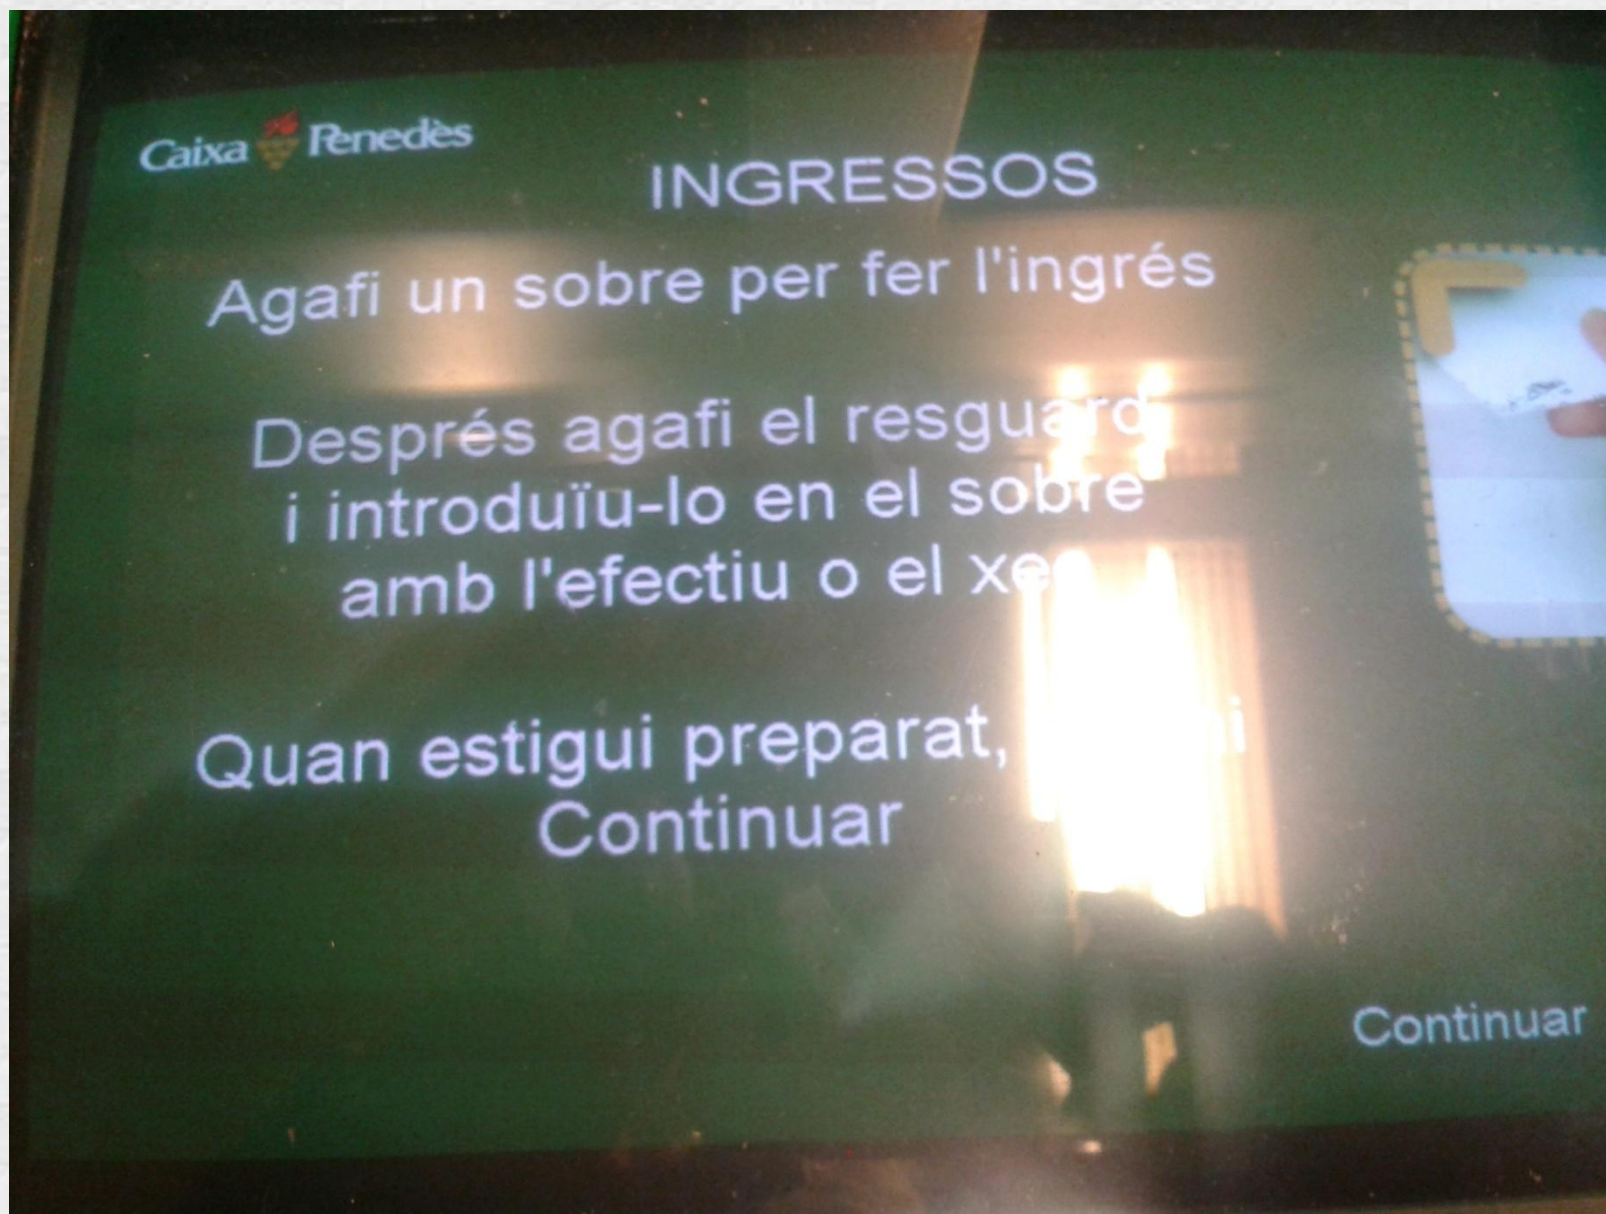 Caixa Penedès
INGRESSOS
Agafi un sobre per fer l'ingrés
Després agafi el resguard
i introduïu-lo en el sobre
amb l'efectiu o el xec
Quan estigui preparat,
Continuar
Continuar